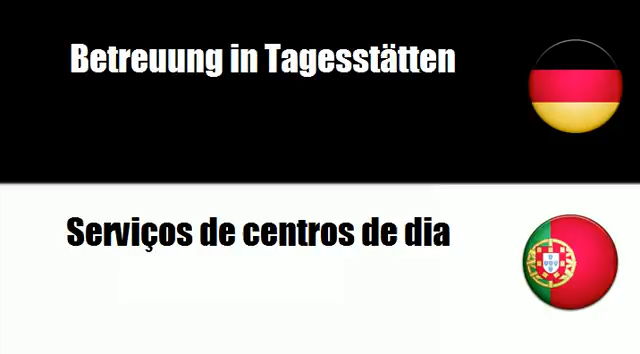 Betreuung in Tagesstätten
Serviços de centros de dia